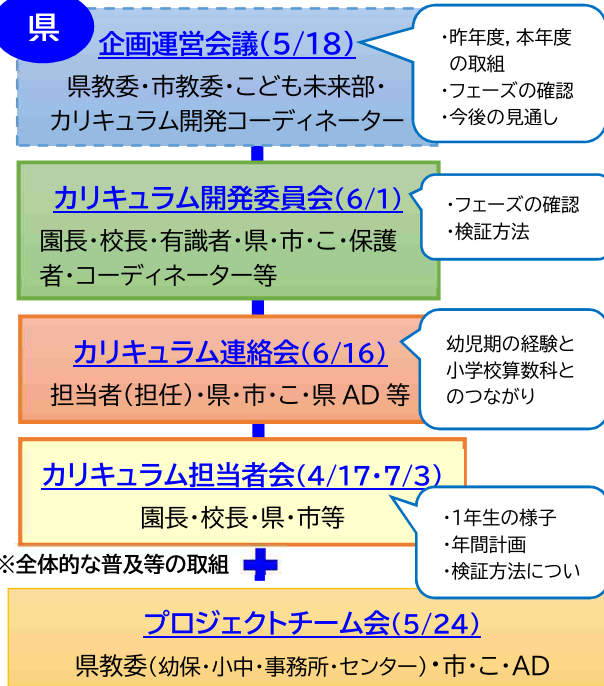 県
企画運営会議(5/18)
県教委・市教委・こども未来部・
カリキュラム開発コーディネーター
・昨年度，本年度
の取組
・フェーズの確認
・今後の見通し
カリキュラム開発委員会(6/1)
園長・校長・有識者・県・市・こ・保護
者・コーディネーター等
・フェーズの確認
・検証方法
カリキュラム連絡会(6/16)
担当者(担任)・県・市・こ・県 AD 等
幼児期の経験と
小学校算数科と
のつながり
カリキュラム担当者会(4/17・7/3)
園長・校長・県・市等
・1年生の様子
・年間計画
・検証方法につい
※全体的な普及等の取組
プロジェクトチーム会(5/24)
県教委(幼保・小中・事務所・センター)・市・こ・AD